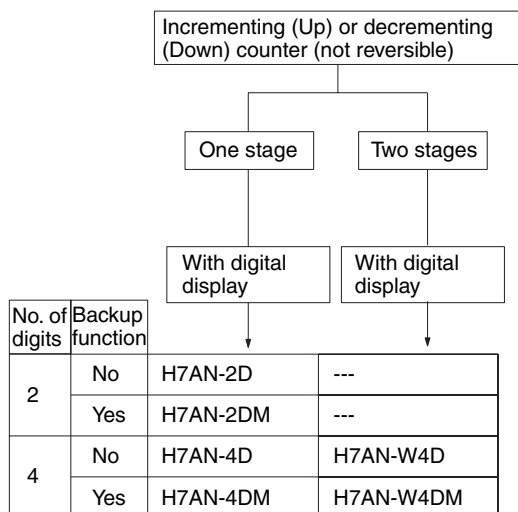 Incrementing (Up) or decrementing
(Down) counter (not reversible)
One stage
Two stages
With digital
display
With digital
display
No. of
digits
Backup
function
2
No
H7AN-2D
---
Yes
H7AN-2DM
---
4
No
H7AN-4D
H7AN-W4D
Yes
H7AN-4DM
H7AN-W4DM